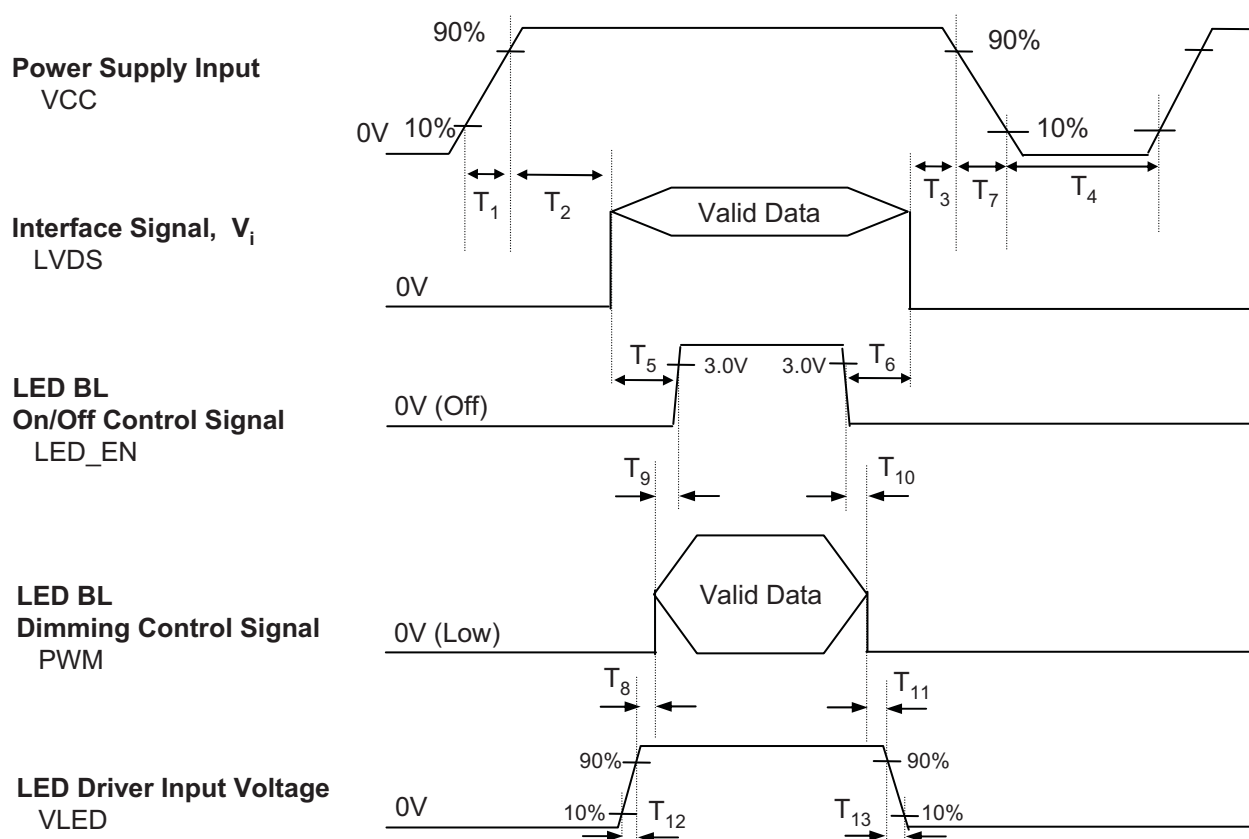 90%
90%
Power Supply Input
VCC
0V 10%
10%
T1 T2 T3 T7 T4
Valid Data
Interface Signal, Vi
LVDS
0V
T5 3.0V 3.0V T6
LED BL
On/Off Control Signal
LED_EN
0V (Off)
T9 T10
LED BL
Dimming Control Signal
PWM
Valid Data
0V (Low)
T8 T11
90% 90%
LED Driver Input Voltage
VLED
0V
10% T12 T13 10%